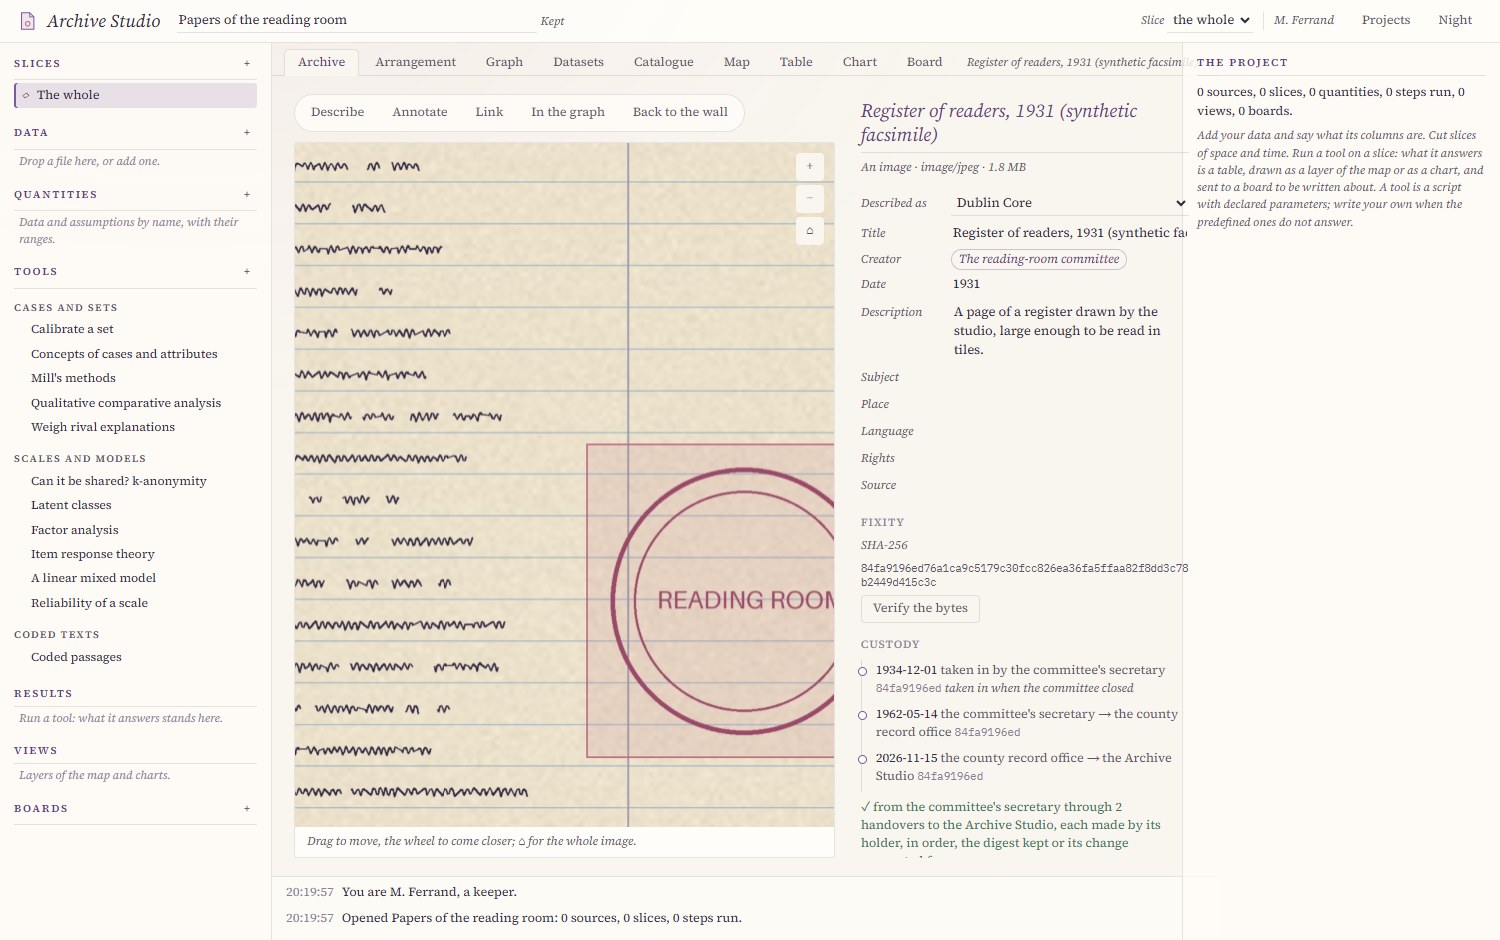 Archive Studio
Papers of the reading room
Kept
Slice the whole
M. Ferrand
Projects
Night
SLICES +
◇ The whole
DATA +
Drop a file here, or add one.
QUANTITIES +
Data and assumptions by name, with their
ranges.
TOOLS +
CASES AND SETS
Calibrate a set
Concepts of cases and attributes
Mill's methods
Qualitative comparative analysis
Weigh rival explanations
SCALES AND MODELS
Can it be shared? k-anonymity
Latent classes
Factor analysis
Item response theory
A linear mixed model
Reliability of a scale
CODED TEXTS
Coded passages
RESULTS
Run a tool: what it answers stands here.
VIEWS
Layers of the map and charts.
BOARDS +
Archive
Arrangement
Graph
Datasets
Catalogue
Map
Table
Chart
Board
Register of readers, 1931 (synthetic facsimile
Describe
Annotate
Link
In the graph
Back to the wall
+
−
⌂
READING ROOM
Drag to move, the wheel to come closer; ⌂ for the whole image.
Register of readers, 1931 (synthetic
facsimile)
An image · image/jpeg · 1.8 MB
Described as Dublin Core
Title Register of readers, 1931 (synthetic fac
Creator The reading-room committee
Date 1931
Description A page of a register drawn by the
studio, large enough to be read in
tiles.
Subject
Place
Language
Rights
Source
FIXITY
SHA-256
84fa9196ed76a1ca9c5179c30fcc826ea36fa5ffaa82f8dd3c78
b2449d415c3c
Verify the bytes
CUSTODY
1934-12-01 taken in by the committee's secretary
84fa9196ed taken in when the committee closed
1962-05-14 the committee's secretary → the county
record office 84fa9196ed
2026-11-15 the county record office → the Archive
Studio 84fa9196ed
✓ from the committee's secretary through 2
handovers to the Archive Studio, each made by its
holder, in order, the digest kept or its change
THE PROJECT
0 sources, 0 slices, 0 quantities, 0 steps run, 0
views, 0 boards.
Add your data and say what its columns are. Cut slices
of space and time. Run a tool on a slice: what it answers
is a table, drawn as a layer of the map or as a chart, and
sent to a board to be written about. A tool is a script
with declared parameters; write your own when the
predefined ones do not answer.
20:19:57 You are M. Ferrand, a keeper.
20:19:57 Opened Papers of the reading room: 0 sources, 0 slices, 0 steps run.